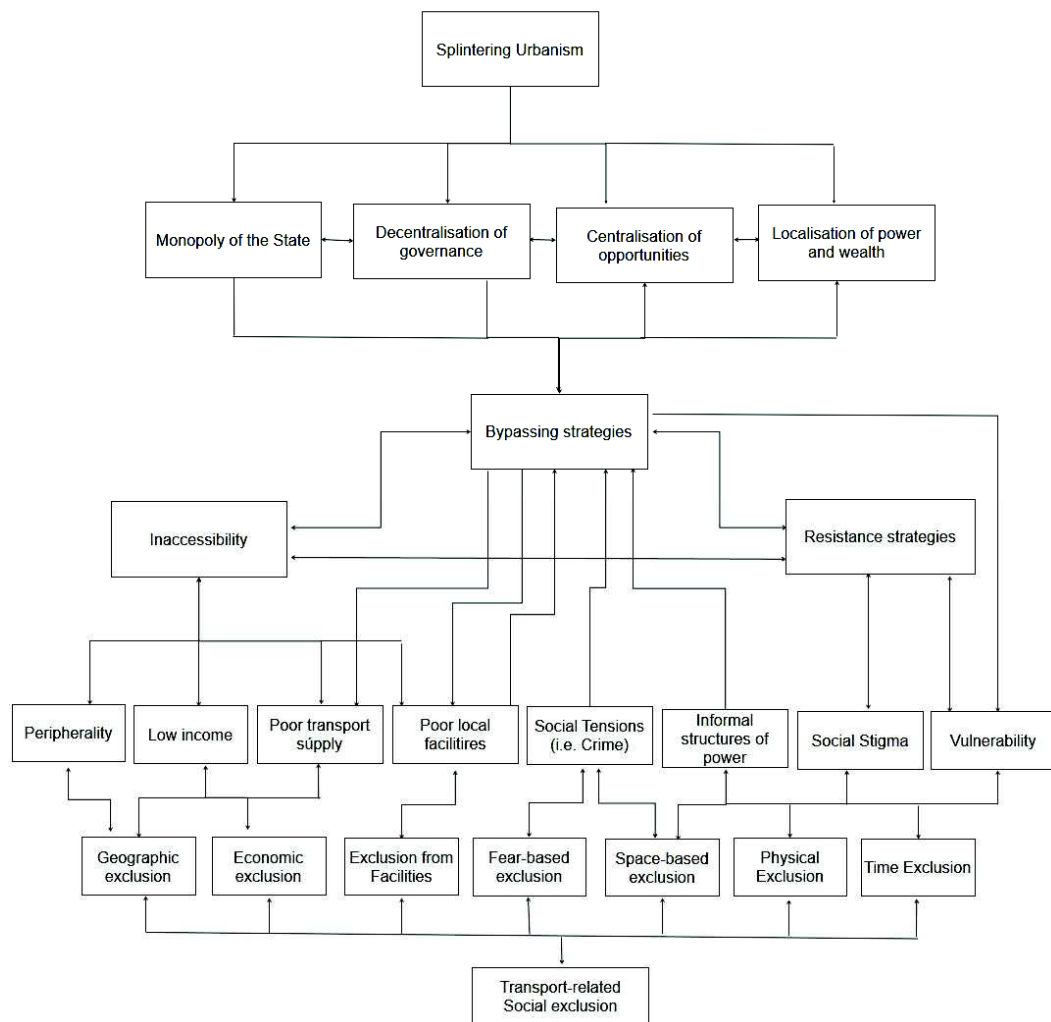 Splintering Urbanism
Monopoly of the State
Decentralisation of
governance
Centralisation of
opportunities
Localisation of power
and wealth
Bypassing strategies
Inaccessibility
Resistance strategies
Peripherality
Low income
Poor transport
súpply
Poor local
facilitires
Social Tensions
(i.e. Crime)
Informal
structures of
power
Social Stigma
Vulnerability
Geographic
exclusion
Economic
exclusion
Exclusion from
Facilities
Fear-based
exclusion
Space-based
exclusion
Physical
Exclusion
Time Exclusion
Transport-related
Social exclusion